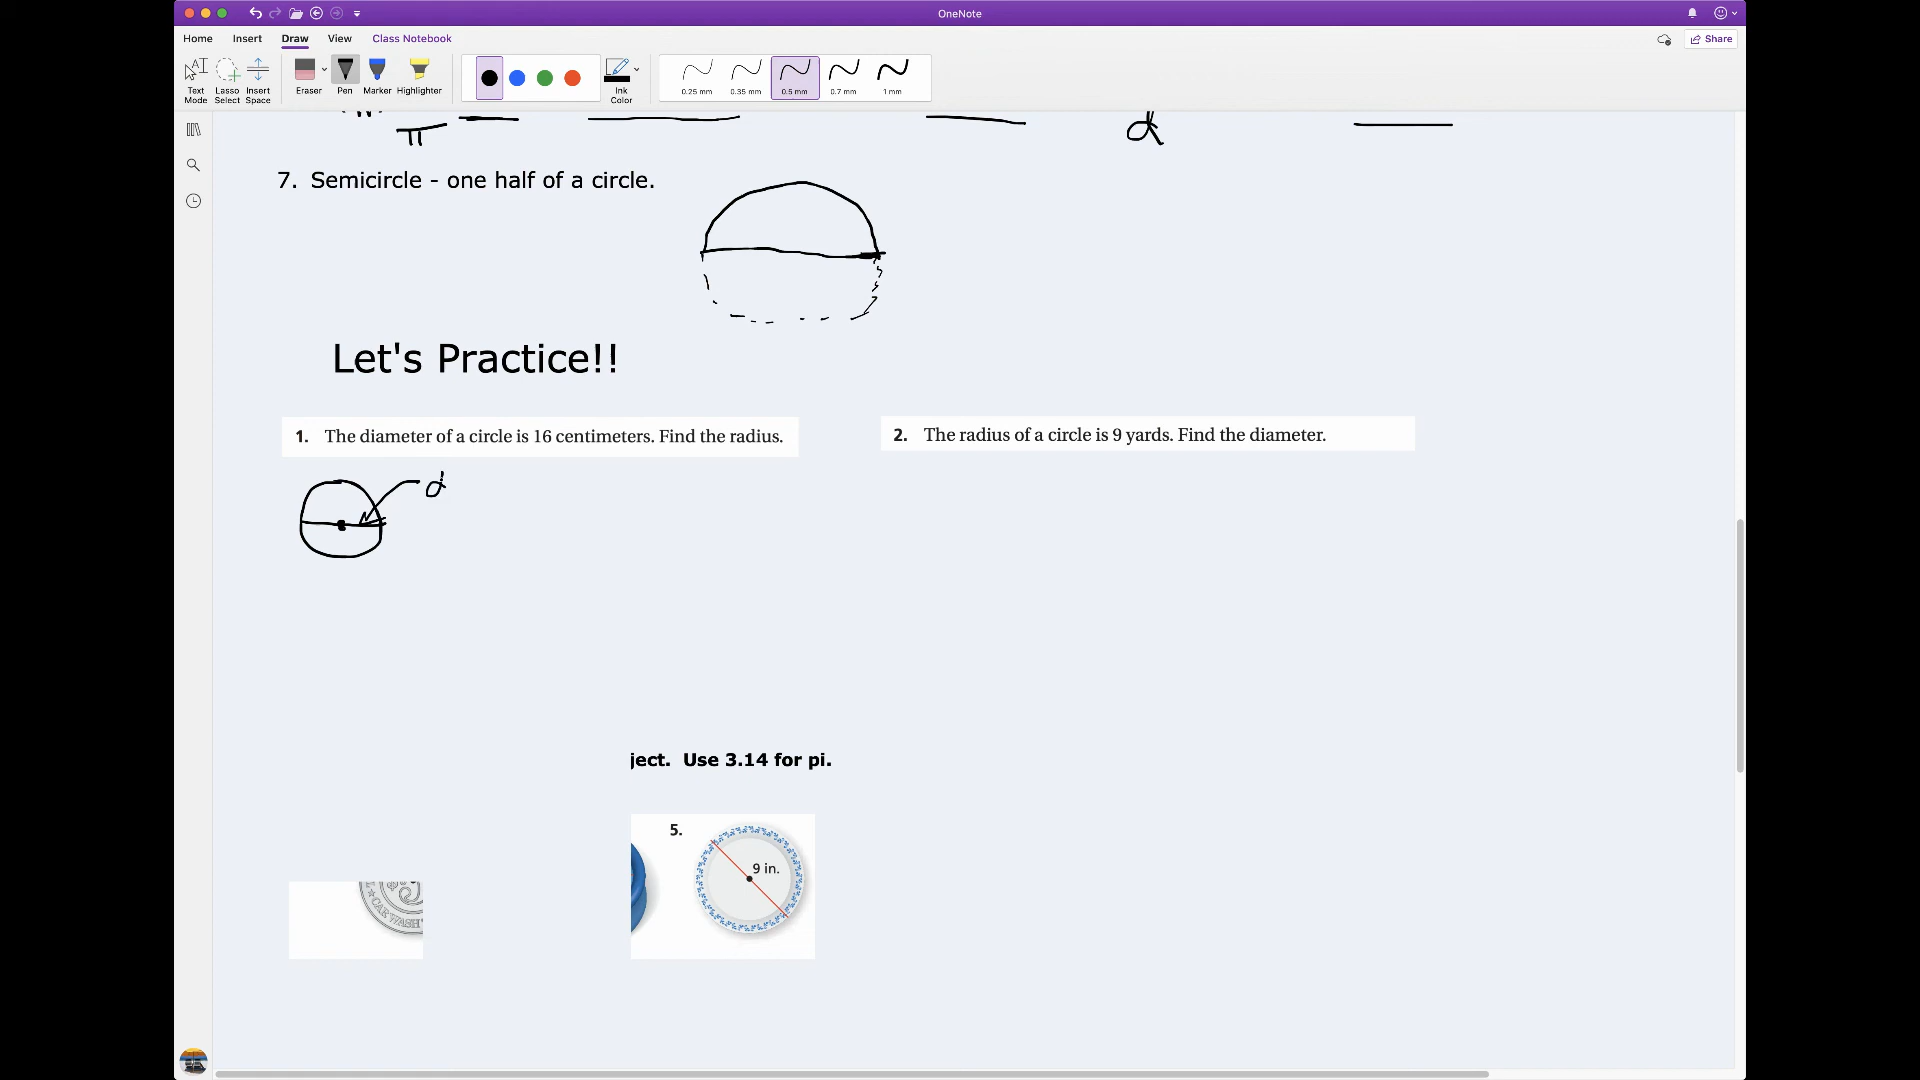 OneNote
Home Insert Draw View Class Notebook
Share
Text Mode
Lasso Select
Insert Space
Eraser
Pen
Marker
Highlighter
Ink Color
0.25 mm
0.35 mm
0.5 mm
0.7 mm
1 mm
π
d
7. Semicircle - one half of a circle.
Let's Practice!!
1. The diameter of a circle is 16 centimeters. Find the radius.
2. The radius of a circle is 9 yards. Find the diameter.
d
ject. Use 3.14 for pi.
5.
9 in.
CAR WASH